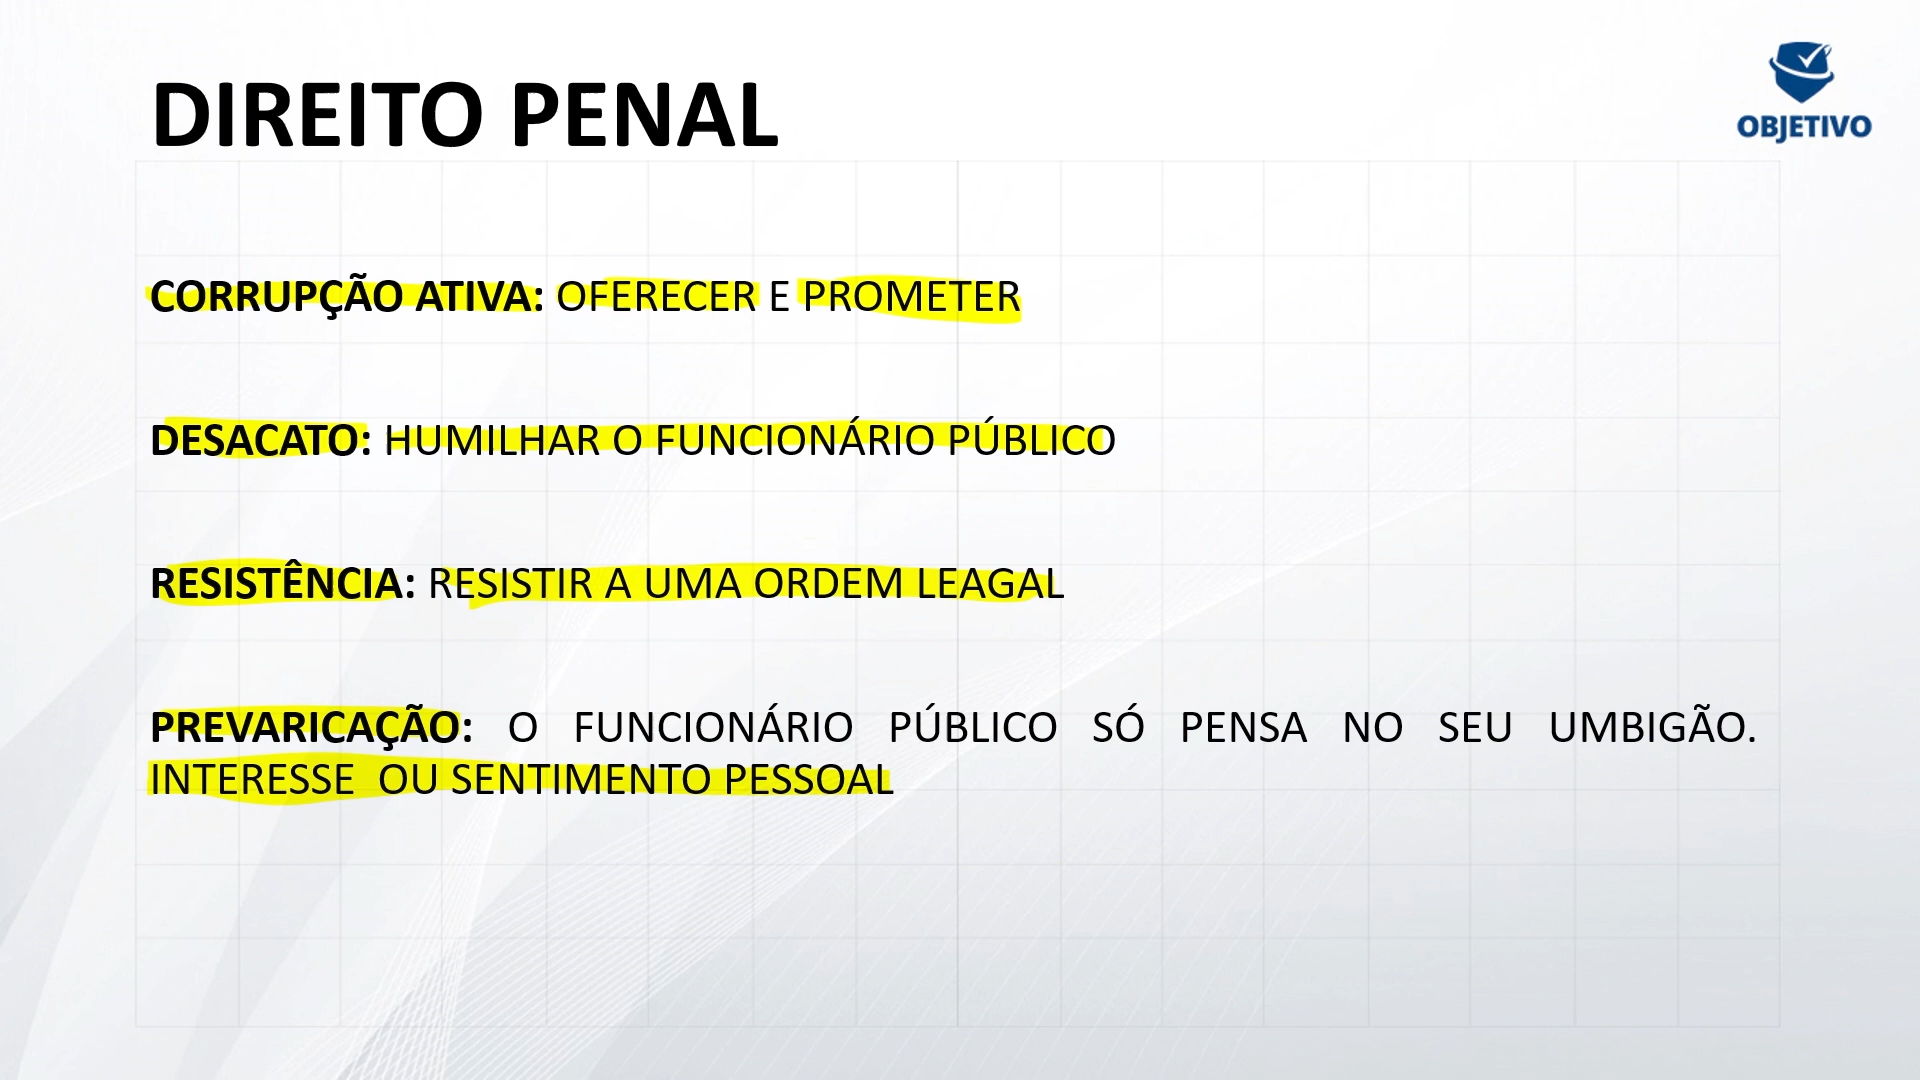 DIREITO PENAL
OBJETIVO
CORRUPÇÃO ATIVA: OFERECER E PROMETER
DESACATO: HUMILHAR O FUNCIONÁRIO PÚBLICO
RESISTÊNCIA: RESISTIR A UMA ORDEM LEAGAL
PREVARICAÇÃO: O FUNCIONÁRIO PÚBLICO SÓ PENSA NO SEU UMBIGÃO.
INTERESSE OU SENTIMENTO PESSOAL